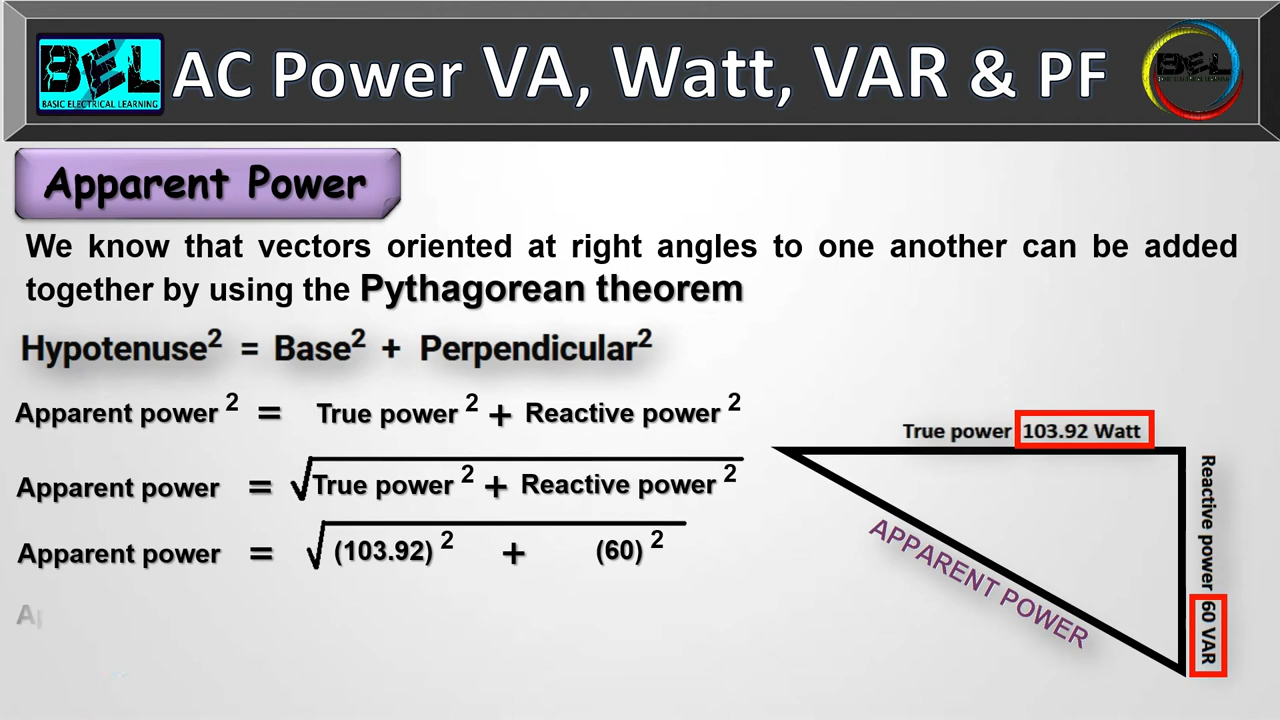 BEL
BASIC ELECTRICAL LEARNING
AC Power VA, Watt, VAR & PF
BEL
Apparent Power
We know that vectors oriented at right angles to one another can be added
together by using the Pythagorean theorem
Hypotenuse² = Base² + Perpendicular²
Apparent power ² = True power ² + Reactive power ²
Apparent power = √True power ² + Reactive power ²
Apparent power = √(103.92) ² + (60) ²
Ap
True power 103.92 Watt
Reactive power 60 VAR
APPARENT POWER